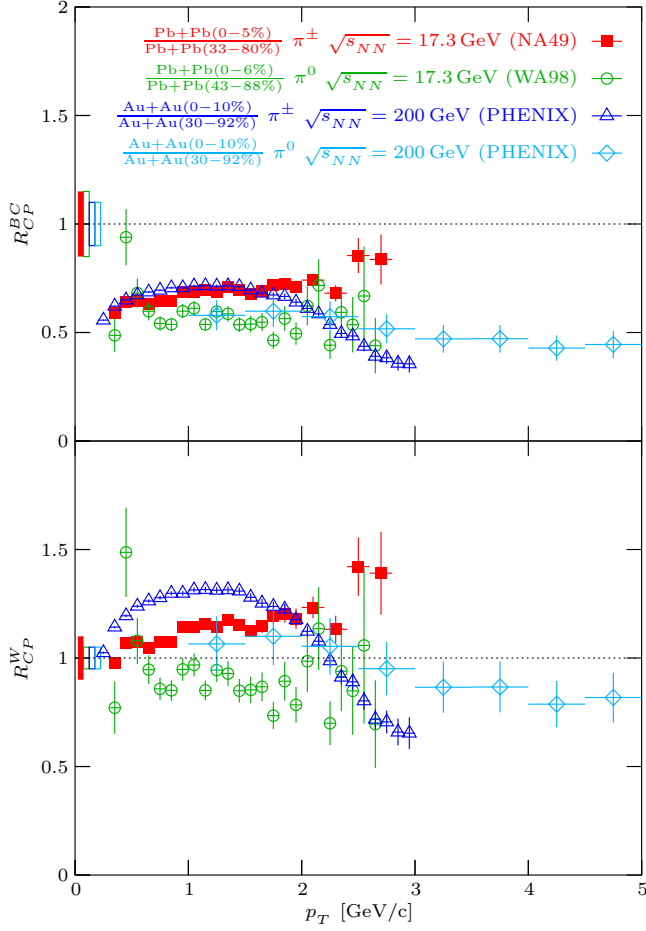 2
Pb+Pb(0−5%)/Pb+Pb(33−80%) π± √sNN = 17.3 GeV (NA49)
Pb+Pb(0−6%)/Pb+Pb(43−88%) π0 √sNN = 17.3 GeV (WA98)
1.5
Au+Au(0−10%)/Au+Au(30−92%) π± √sNN = 200 GeV (PHENIX)
Au+Au(0−10%)/Au+Au(30−92%) π0 √sNN = 200 GeV (PHENIX)
R_CP^BC
1
0.5
0
1.5
R_CP^W
1
0.5
0
0 1 2 3 4 5
pT [GeV/c]